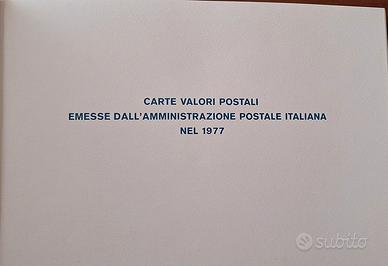 CARTE VALORI POSTALI
EMESSE DALL'AMMINISTRAZIONE POSTALE ITALIANA
NEL 1977
subito